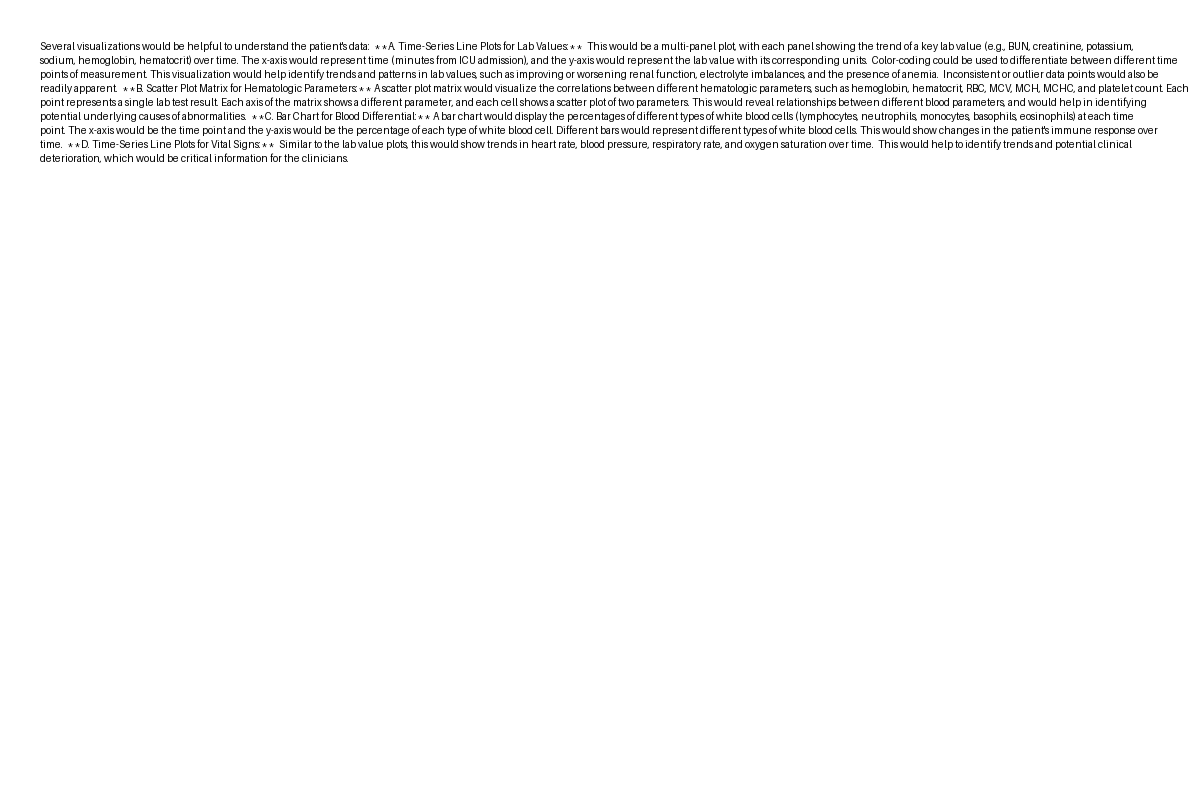 Several visualizations would be helpful to understand the patient's data:  **A. Time-Series Line Plots for Lab Values:**  This would be a multi-panel plot, with each panel showing the trend of a key lab value (e.g., BUN, creatinine, potassium,
sodium, hemoglobin, hematocrit) over time. The x-axis would represent time (minutes from ICU admission), and the y-axis would represent the lab value with its corresponding units.  Color-coding could be used to differentiate between different time
points of measurement. This visualization would help identify trends and patterns in lab values, such as improving or worsening renal function, electrolyte imbalances, and the presence of anemia.  Inconsistent or outlier data points would also be
readily apparent.  **B. Scatter Plot Matrix for Hematologic Parameters:** A scatter plot matrix would visualize the correlations between different hematologic parameters, such as hemoglobin, hematocrit, RBC, MCV, MCH, MCHC, and platelet count. Each
point represents a single lab test result. Each axis of the matrix shows a different parameter, and each cell shows a scatter plot of two parameters. This would reveal relationships between different blood parameters, and would help in identifying
potential underlying causes of abnormalities.  **C. Bar Chart for Blood Differential:** A bar chart would display the percentages of different types of white blood cells (lymphocytes, neutrophils, monocytes, basophils, eosinophils) at each time
point. The x-axis would be the time point and the y-axis would be the percentage of each type of white blood cell. Different bars would represent different types of white blood cells. This would show changes in the patient's immune response over
time.  **D. Time-Series Line Plots for Vital Signs:**  Similar to the lab value plots, this would show trends in heart rate, blood pressure, respiratory rate, and oxygen saturation over time.  This would help to identify trends and potential clinical
deterioration, which would be critical information for the clinicians.